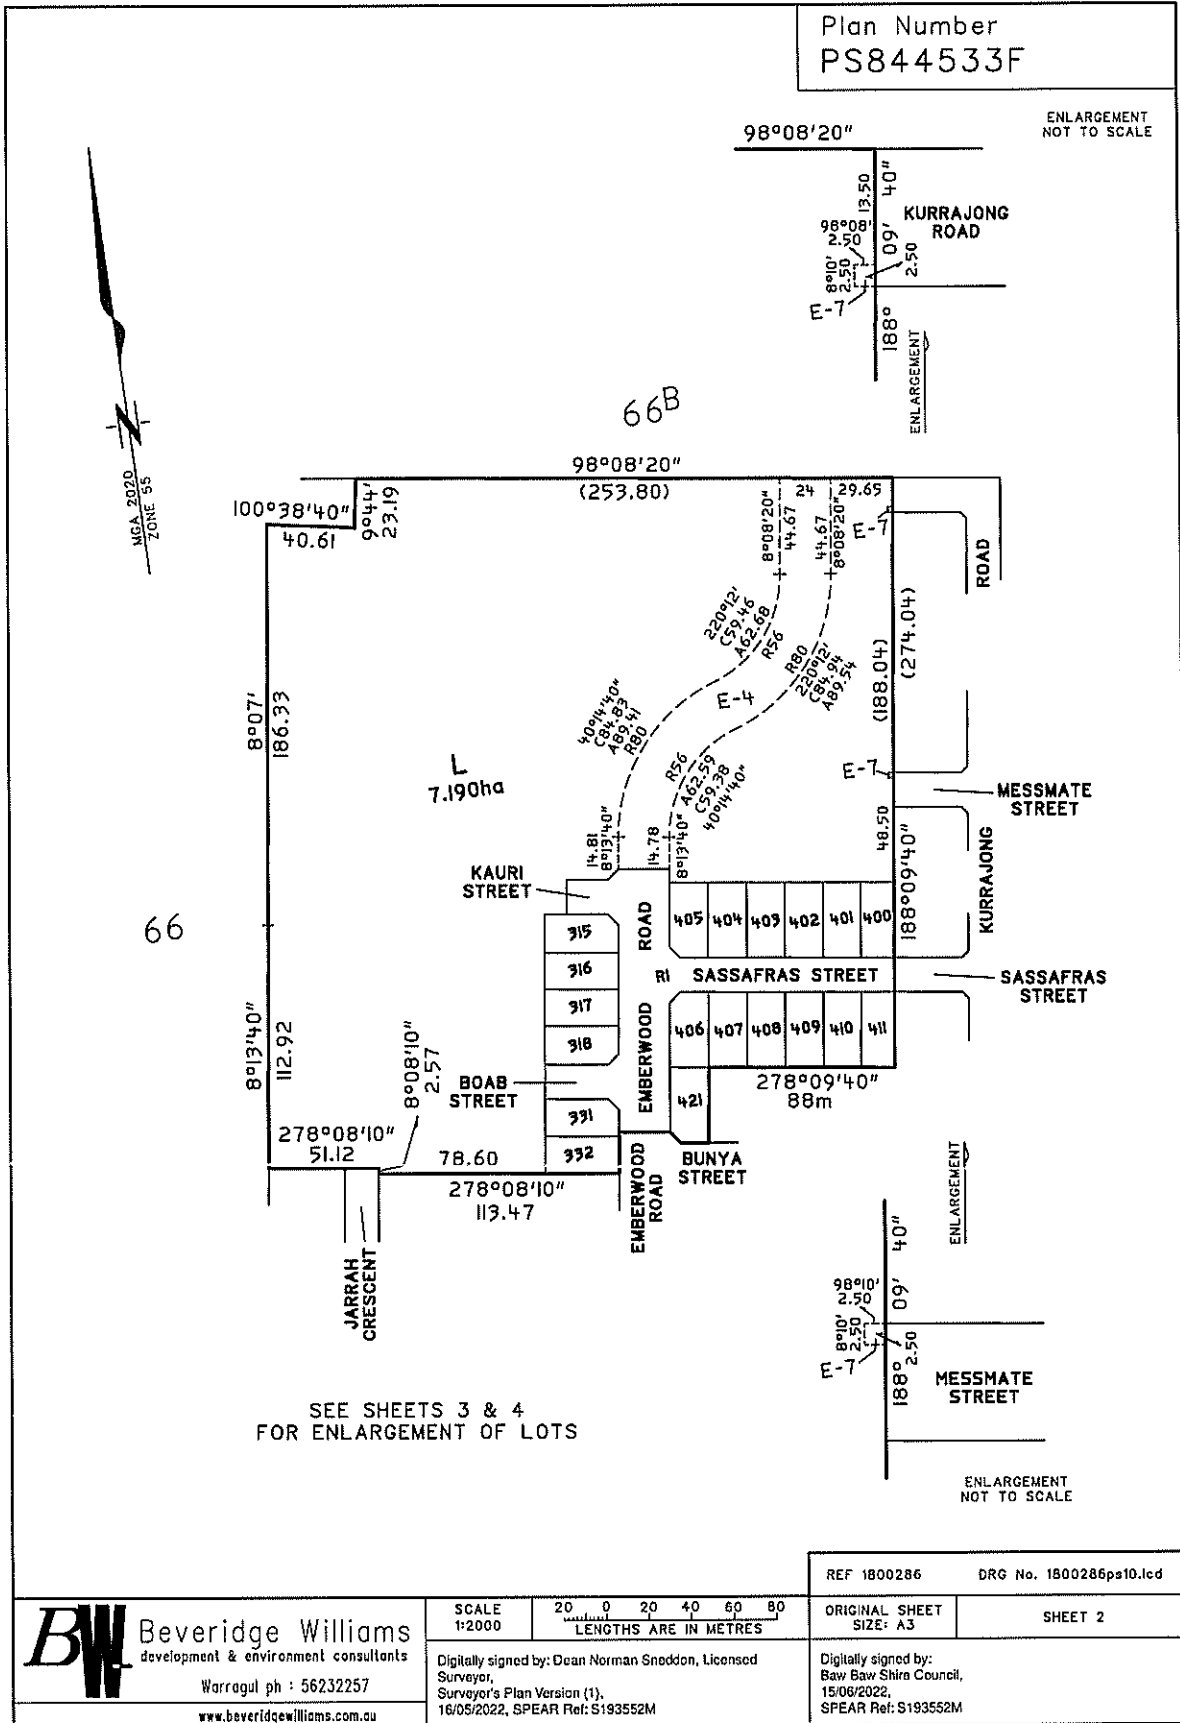 Plan Number
PS844533F
ENLARGEMENT
NOT TO SCALE
98°08'20"
13.50
40"
KURRAJONG
ROAD
98°08'
2.50
09'
2.50
8°10'
2.50
E-7
188°
ENLARGEMENT
MGA 2020
ZONE 55
N
66B
98°08'20"
(253.80)
24
29.65
100°38'40"
40.61
9°44'
23.19
8°08'20"
44.67
44.67
8°08'20"
E-7
ROAD
220°12'
C59.46
A62.68
R56
R80
220°12'
C84.94
A89.54
(188.04)
(274.04)
E-4
40°14'40"
C84.83
A89.41
R80
R56
A62.59
C59.38
40°14'40"
8°07'
186.33
L
7.190ha
E-7
MESSMATE
STREET
14.81
8°13'40"
14.78
8°13'40"
48.50
188°09'40"
KURRAJONG
KAURI
STREET
66
315
316
317
318
ROAD
405
404
403
402
401
400
R1
SASSAFRAS STREET
SASSAFRAS
STREET
EMBERWOOD
406
407
408
409
410
411
8°13'40"
112.92
8°08'10"
2.57
BOAB
STREET
331
332
421
278°09'40"
88m
278°08'10"
51.12
78.60
278°08'10"
113.47
EMBERWOOD
ROAD
BUNYA
STREET
JARRAH
CRESCENT
ENLARGEMENT
40"
98°10'
2.50
09'
8°10'
2.50
2.50
E-7
188°
MESSMATE
STREET
SEE SHEETS 3 & 4
FOR ENLARGEMENT OF LOTS
ENLARGEMENT
NOT TO SCALE
REF 1800286
DRG No. 1800286ps10.lcd
BW
Beveridge Williams
development & environment consultants
Warragul ph : 56232257
www.beveridgewilliams.com.au
SCALE
1:2000
20 0 20 40 60 80
LENGTHS ARE IN METRES
ORIGINAL SHEET
SIZE: A3
SHEET 2
Digitally signed by: Dean Norman Sneddon, Licensed
Surveyor,
Surveyor's Plan Version (1),
16/05/2022, SPEAR Ref: S193552M
Digitally signed by:
Baw Baw Shire Council,
15/06/2022,
SPEAR Ref: S193552M